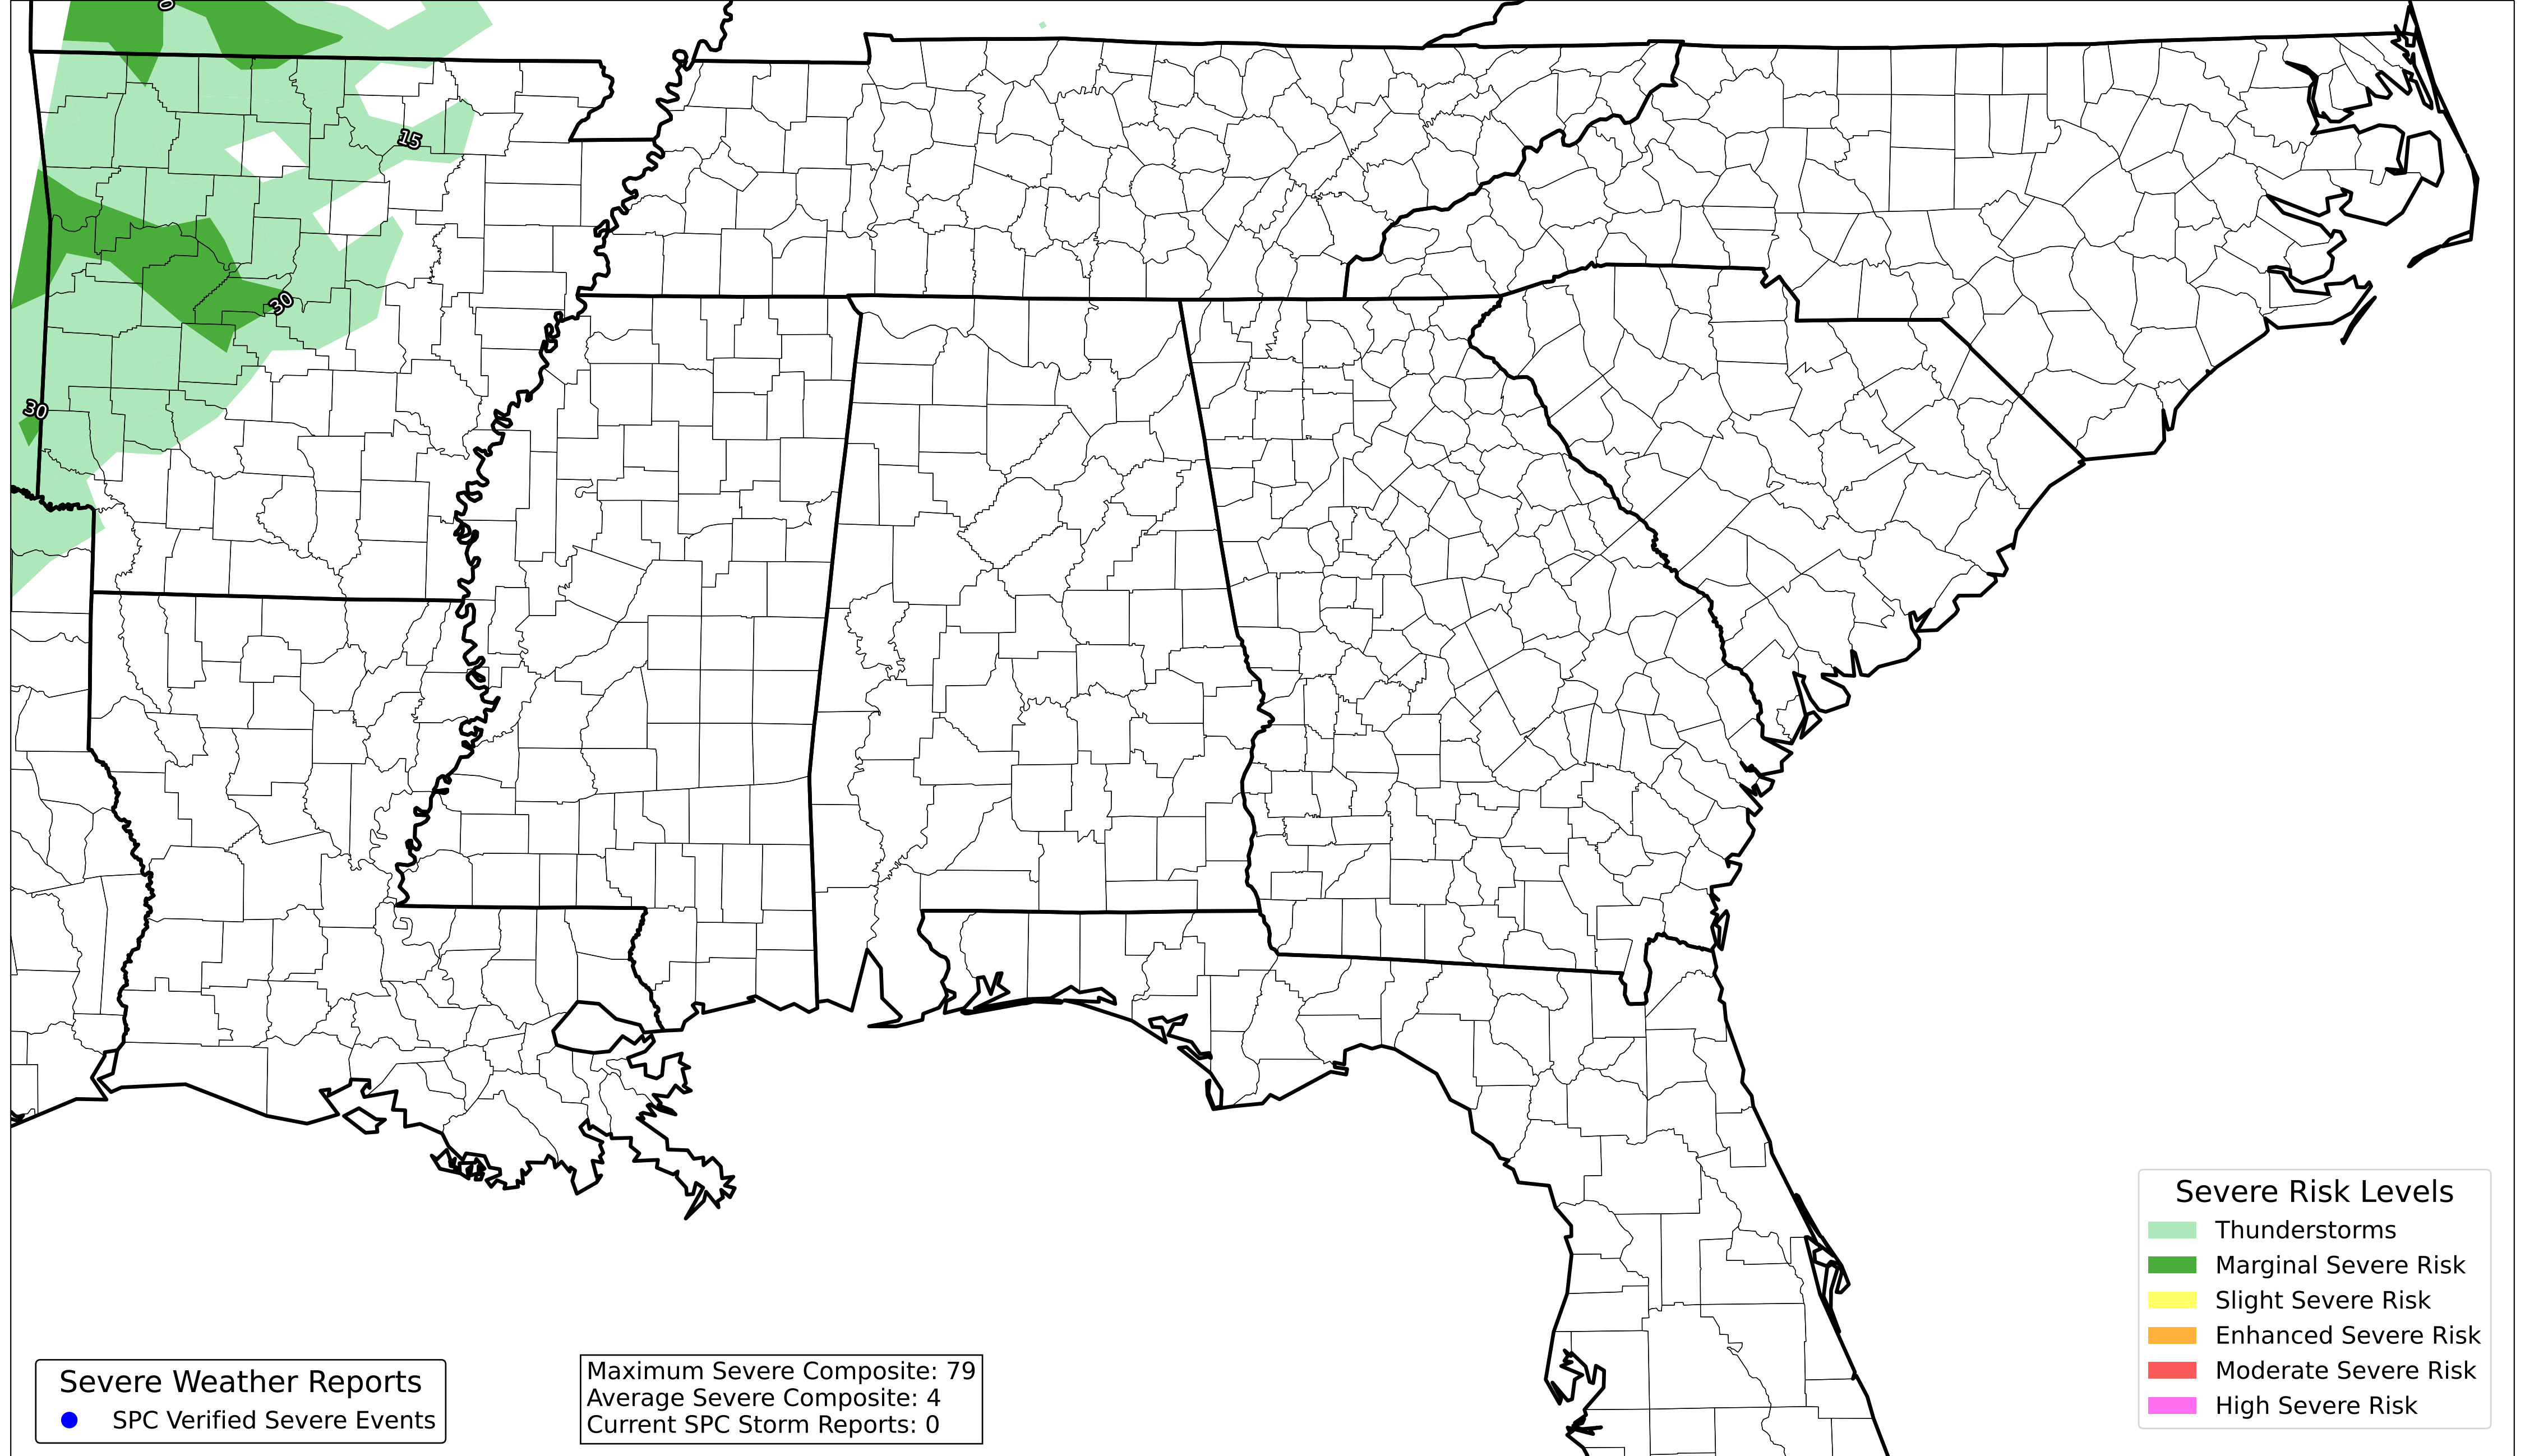 15
30
30
Severe Risk Levels
Thunderstorms
Marginal Severe Risk
Slight Severe Risk
Enhanced Severe Risk
Moderate Severe Risk
High Severe Risk
Severe Weather Reports
SPC Verified Severe Events
Maximum Severe Composite: 79
Average Severe Composite: 4
Current SPC Storm Reports: 0